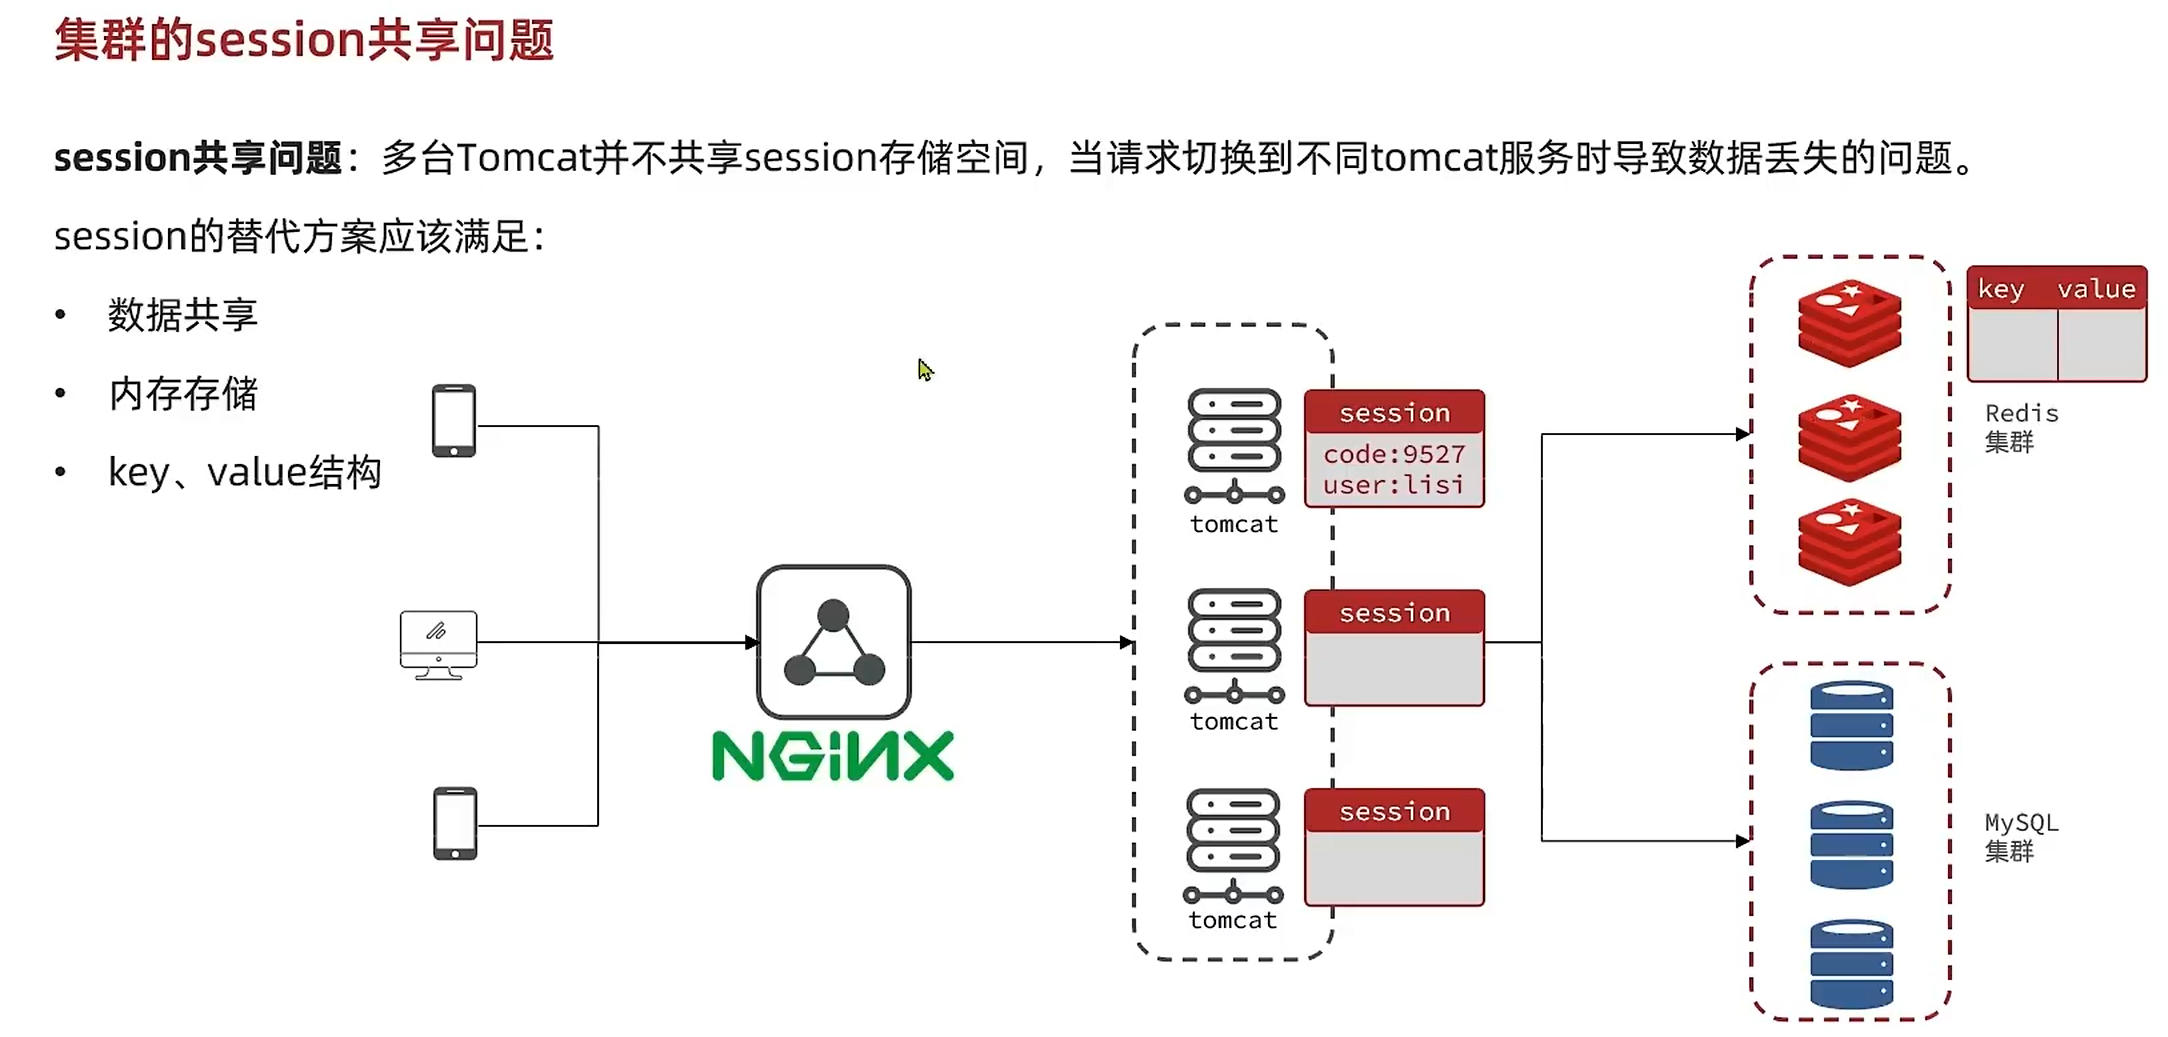 集群的session共享问题
session共享问题：多台Tomcat并不共享session存储空间，当请求切换到不同tomcat服务时导致数据丢失的问题。
session的替代方案应该满足：
• 数据共享
• 内存存储
• key、value结构
NGINX
session
code:9527
user:lisi
tomcat
session
tomcat
session
tomcat
key value
Redis
集群
MySQL
集群